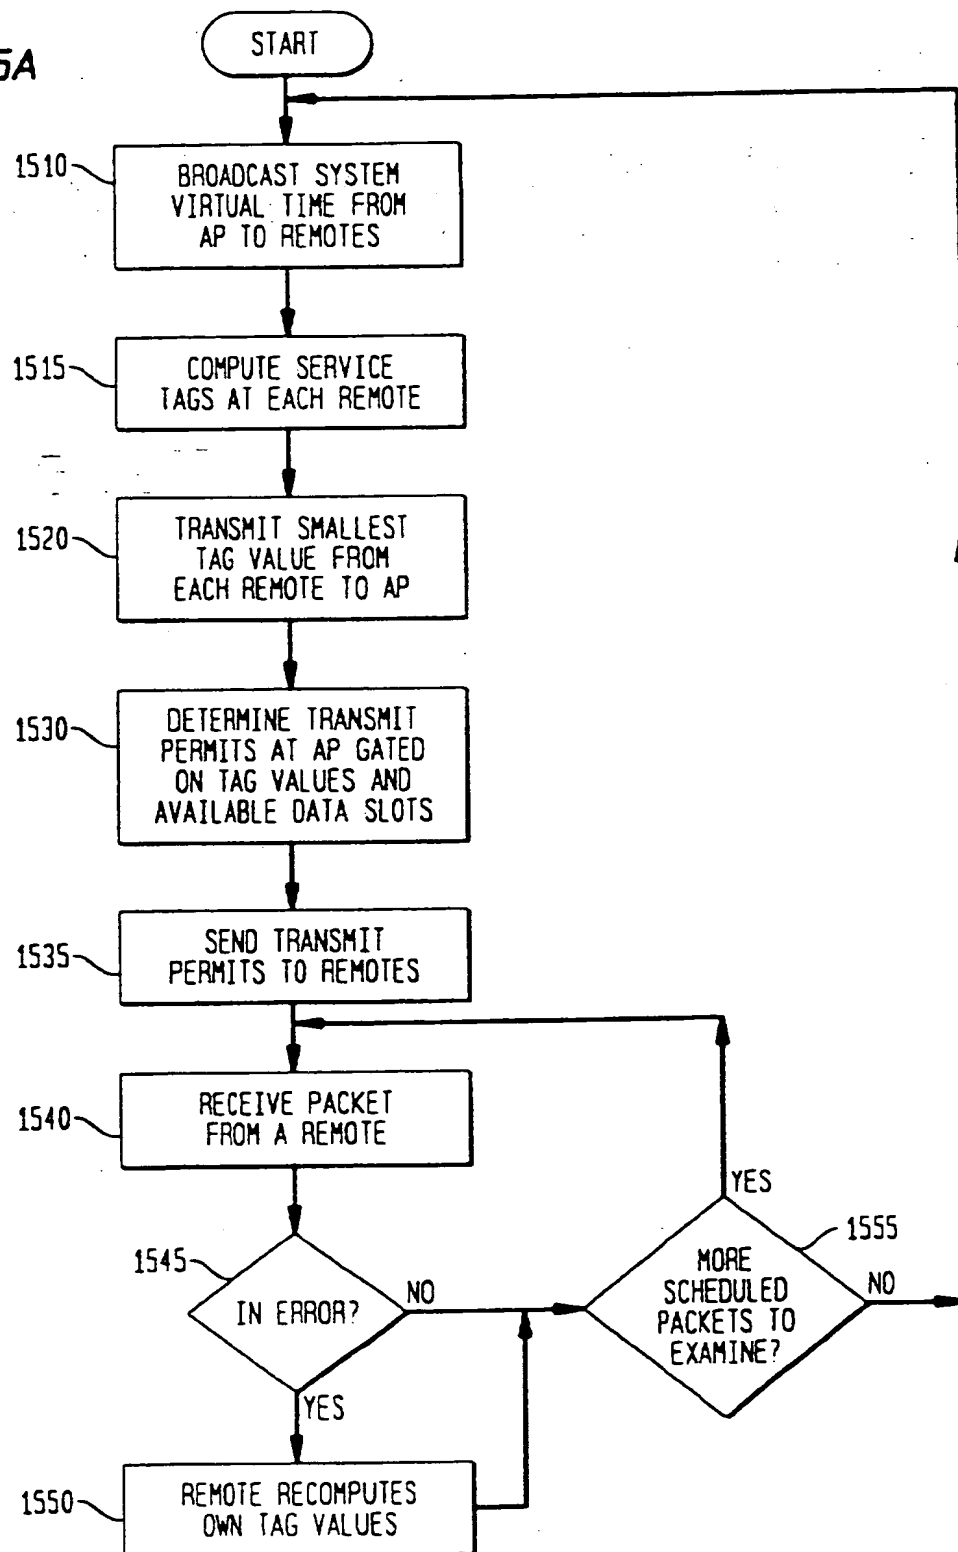 5A
START
1510
BROADCAST SYSTEM
VIRTUAL TIME FROM
AP TO REMOTES
1515
COMPUTE SERVICE
TAGS AT EACH REMOTE
1520
TRANSMIT SMALLEST
TAG VALUE FROM
EACH REMOTE TO AP
1530
DETERMINE TRANSMIT
PERMITS AT AP GATED
ON TAG VALUES AND
AVAILABLE DATA SLOTS
1535
SEND TRANSMIT
PERMITS TO REMOTES
1540
RECEIVE PACKET
FROM A REMOTE
YES
1545
IN ERROR?
NO
1555
MORE
SCHEDULED
PACKETS TO
EXAMINE?
NO
YES
1550
REMOTE RECOMPUTES
OWN TAG VALUES